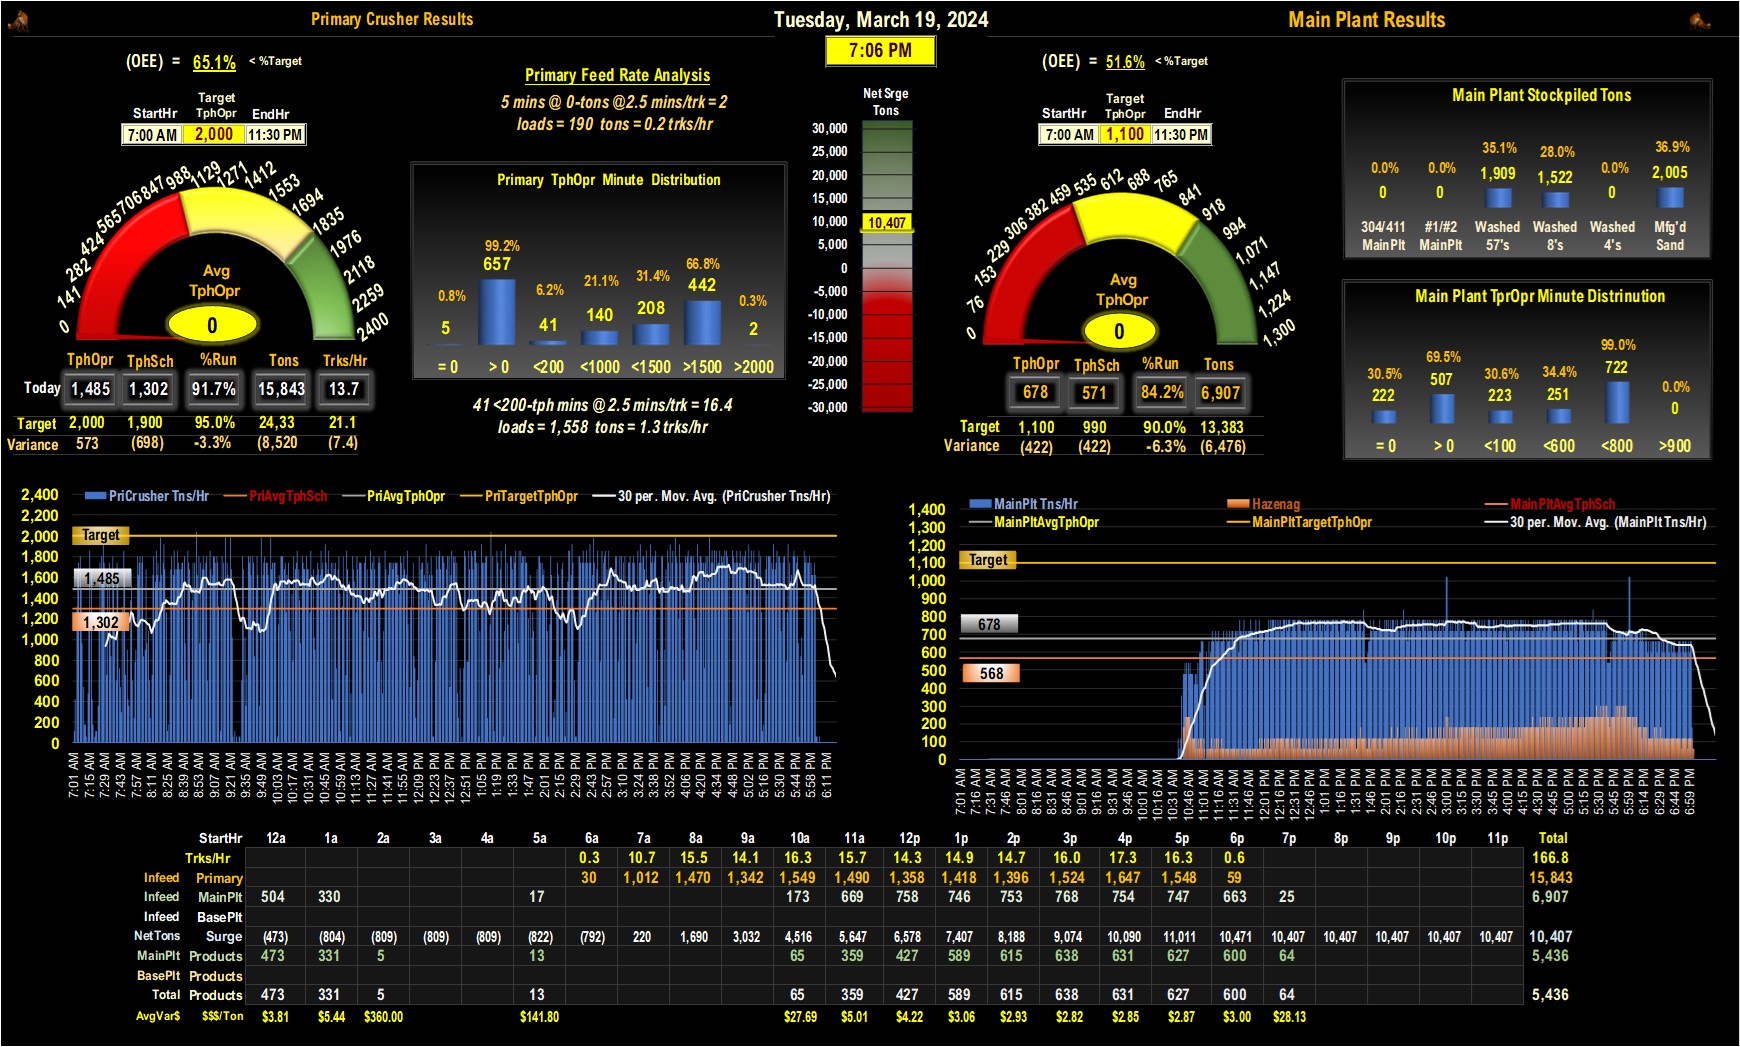 Primary Crusher Results
Tuesday, March 19, 2024
Main Plant Results
7:06 PM
(OEE) = 65.1% < %Target
Target
StartHr TphOpr EndHr
7:00 AM 2,000 11:30 PM
0 141 282 424 565 706 847 988 1129 1271 1412 1553 1694 1835 1976 2118 2259 2400
Avg
TphOpr
0
TphOpr TphSch %Run Tons Trks/Hr
Today 1,485 1,302 91.7% 15,843 13.7
Target 2,000 1,900 95.0% 24,33 21.1
Variance 573 (698) -3.3% (8,520) (7.4)
Primary Feed Rate Analysis
5 mins @ 0-tons @2.5 mins/trk = 2
loads = 190 tons = 0.2 trks/hr
Primary TphOpr Minute Distribution
0.8% 99.2% 6.2% 21.1% 31.4% 66.8% 0.3%
5 657 41 140 208 442 2
= 0 > 0 <200 <1000 <1500 >1500 >2000
41 <200-tph mins @ 2.5 mins/trk = 16.4
loads = 1,558 tons = 1.3 trks/hr
Net Srge
Tons
30,000
25,000
20,000
15,000
10,000
10,407
5,000
0
-5,000
-10,000
-15,000
-20,000
-25,000
-30,000
(OEE) = 51.6% < %Target
Target
StartHr TphOpr EndHr
7:00 AM 1,100 11:30 PM
0 76 153 229 306 382 459 535 612 688 765 841 918 994 1,071 1,147 1,224 1,300
Avg
TphOpr
0
TphOpr TphSch %Run Tons
678 571 84.2% 6,907
Target 1,100 990 90.0% 13,383
Variance (422) (422) -6.3% (6,476)
Main Plant Stockpiled Tons
0.0% 0.0% 35.1% 28.0% 0.0% 36.9%
0 0 1,909 1,522 0 2,005
304/411 #1/#2 Washed Washed Washed Mfg'd
MainPlt MainPlt 57's 8's 4's Sand
Main Plant TprOpr Minute Distrinution
30.5% 69.5% 30.6% 34.4% 99.0% 0.0%
222 507 223 251 722 0
= 0 > 0 <100 <600 <800 >900
PriCrusher Tns/Hr PriAvgTphSch PriAvgTphOpr PriTargetTphOpr 30 per. Mov. Avg. (PriCrusher Tns/Hr)
2,400
2,200
2,000
1,800
1,600
1,400
1,200
1,000
800
600
400
200
0
Target
1,485
1,302
7:01 AM 7:15 AM 7:29 AM 7:43 AM 7:57 AM 8:11 AM 8:25 AM 8:39 AM 8:53 AM 9:07 AM 9:21 AM 9:35 AM 9:49 AM 10:03 AM 10:17 AM 10:31 AM 10:45 AM 10:59 AM 11:13 AM 11:27 AM 11:41 AM 11:55 AM 12:09 PM 12:23 PM 12:37 PM 12:51 PM 1:05 PM 1:19 PM 1:33 PM 1:47 PM 2:01 PM 2:15 PM 2:29 PM 2:43 PM 2:57 PM 3:10 PM 3:24 PM 3:38 PM 3:52 PM 4:06 PM 4:20 PM 4:34 PM 4:48 PM 5:02 PM 5:16 PM 5:30 PM 5:44 PM 5:58 PM 6:11 PM
MainPlt Tns/Hr Hazenag MainPltAvgTphSch
MainPltAvgTphOpr MainPltTargetTphOpr 30 per. Mov. Avg. (MainPlt Tns/Hr)
1,400
1,300
1,200
1,100
1,000
900
800
700
600
500
400
300
200
100
0
Target
678
568
7:01 AM 7:16 AM 7:31 AM 7:46 AM 8:01 AM 8:16 AM 8:31 AM 8:46 AM 9:01 AM 9:16 AM 9:31 AM 9:46 AM 10:01 AM 10:16 AM 10:31 AM 10:46 AM 11:01 AM 11:16 AM 11:31 AM 11:46 AM 12:01 PM 12:16 PM 12:31 PM 12:46 PM 1:01 PM 1:16 PM 1:31 PM 1:46 PM 2:01 PM 2:16 PM 2:31 PM 2:45 PM 3:00 PM 3:15 PM 3:30 PM 3:45 PM 4:00 PM 4:15 PM 4:30 PM 4:45 PM 5:00 PM 5:15 PM 5:30 PM 5:45 PM 5:59 PM 6:14 PM 6:29 PM 6:44 PM 6:59 PM
StartHr 12a 1a 2a 3a 4a 5a 6a 7a 8a 9a 10a 11a 12p 1p 2p 3p 4p 5p 6p 7p 8p 9p 10p 11p Total
Trks/Hr 0.3 10.7 15.5 14.1 16.3 15.7 14.3 14.9 14.7 16.0 17.3 16.3 0.6 166.8
Infeed Primary 30 1,012 1,470 1,342 1,549 1,490 1,358 1,418 1,396 1,524 1,647 1,548 59 15,843
Infeed MainPlt 504 330 17 173 669 758 746 753 768 754 747 663 25 6,907
Infeed BasePlt
NetTons Surge (473) (804) (809) (809) (809) (822) (792) 220 1,690 3,032 4,516 5,647 6,578 7,407 8,188 9,074 10,090 11,011 10,471 10,407 10,407 10,407 10,407 10,407 10,407
MainPlt Products 473 331 5 13 65 359 427 589 615 638 631 627 600 64 5,436
BasePlt Products
Total Products 473 331 5 13 65 359 427 589 615 638 631 627 600 64 5,436
AvgVar$ $$$/Ton $3.81 $5.44 $360.00 $141.80 $27.69 $5.01 $4.22 $3.06 $2.93 $2.82 $2.85 $2.87 $3.00 $28.13